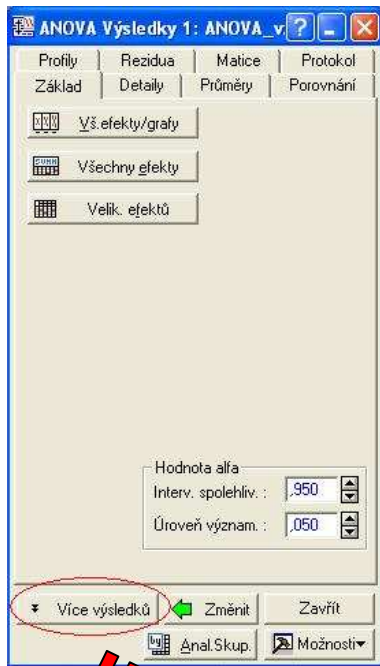 ANOVA Výsledky 1: ANOVA_v
Profily Rezidua Matice Protokol
Základ Detaily Průměry Porovnání
Vš.efekty/grafy
SUMM Všechny efekty
Velik. efektů
Hodnota alfa
Interv. spolehliv. : ,950
Úroveň význam. : ,050
Více výsledků Změnit Zavřít
Anal.Skup. Možnosti